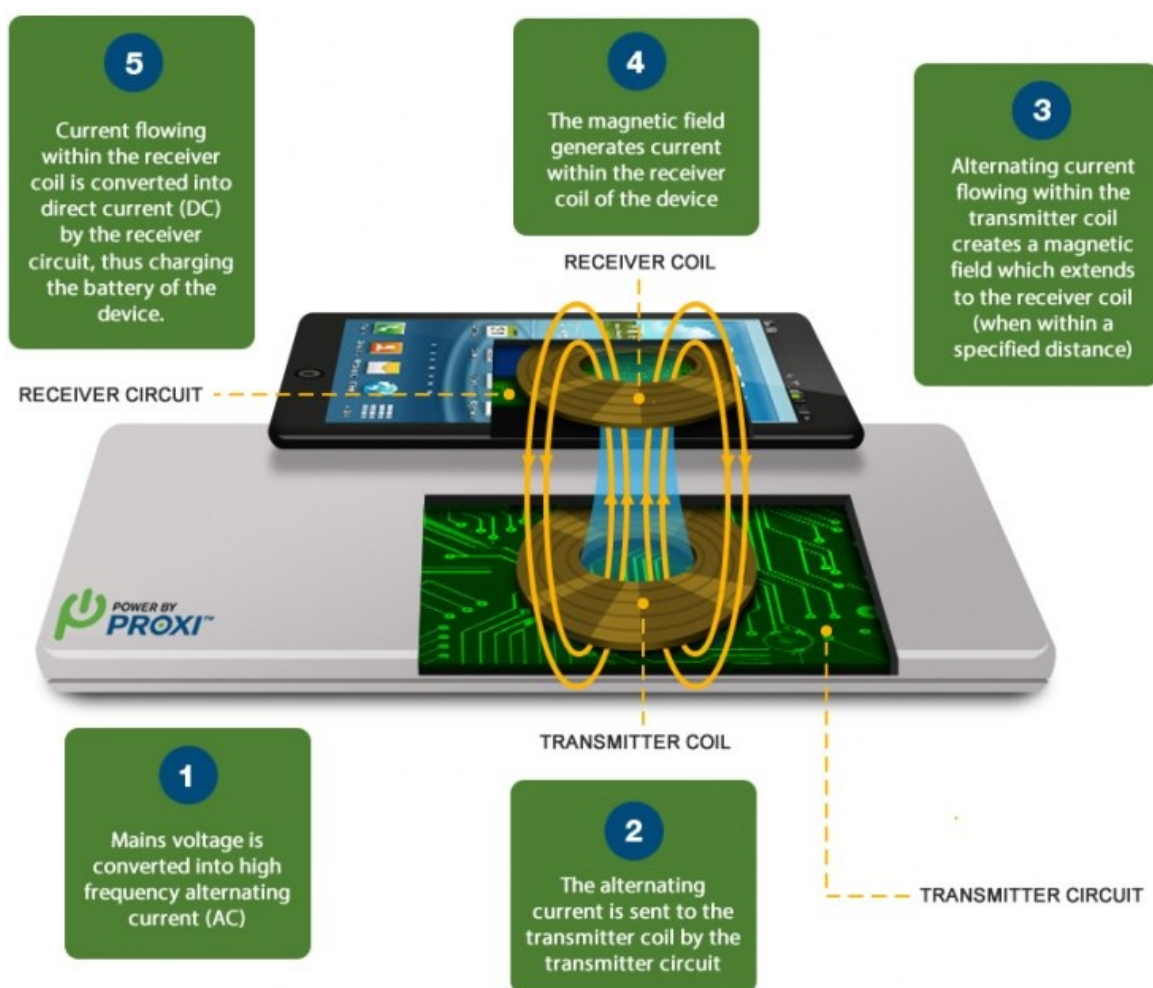 5
Current flowing
within the receiver
coil is converted into
direct current (DC)
by the receiver
circuit, thus charging
the battery of the
device.
4
The magnetic field
generates current
within the receiver
coil of the device
3
Alternating current
flowing within the
transmitter coil
creates a magnetic
field which extends
to the receiver coil
(when within a
specified distance)
RECEIVER COIL
RECEIVER CIRCUIT
POWER BY
PROXI™
TRANSMITTER COIL
1
Mains voltage is
converted into high
frequency alternating
current (AC)
2
The alternating
current is sent to the
transmitter coil by the
transmitter circuit
TRANSMITTER CIRCUIT